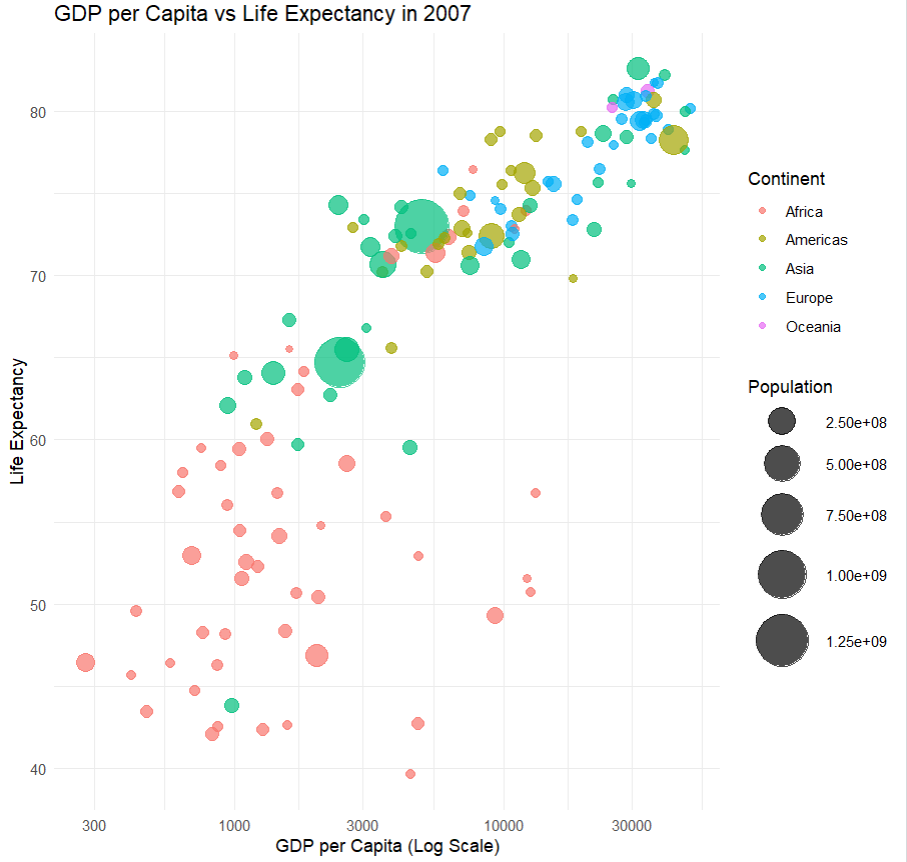 GDP per Capita vs Life Expectancy in 2007
80
70
60
50
40
Life Expectancy
300
1000
3000
10000
30000
GDP per Capita (Log Scale)
Continent
Africa
Americas
Asia
Europe
Oceania
Population
2.50e+08
5.00e+08
7.50e+08
1.00e+09
1.25e+09